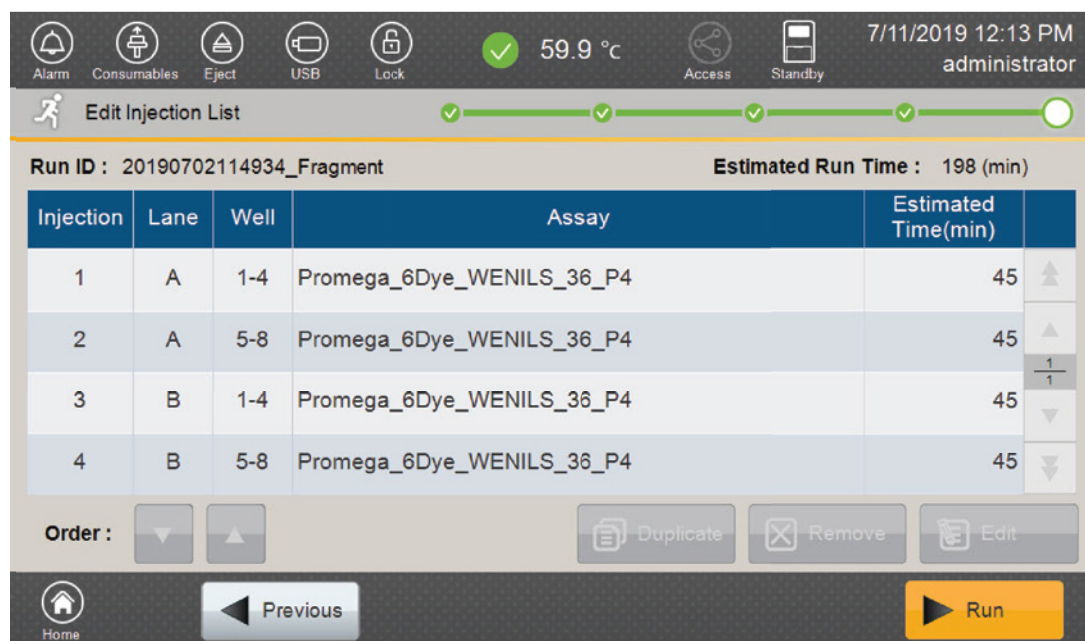 Alarm Consumables Eject USB Lock 59.9 °c Access Standby 7/11/2019 12:13 PM
administrator
Edit Injection List
Run ID : 20190702114934_Fragment Estimated Run Time : 198 (min)
Injection Lane Well Assay Estimated Time(min)
1 A 1-4 Promega_6Dye_WENILS_36_P4 45
2 A 5-8 Promega_6Dye_WENILS_36_P4 45
1
1
3 B 1-4 Promega_6Dye_WENILS_36_P4 45
4 B 5-8 Promega_6Dye_WENILS_36_P4 45
Order : Duplicate Remove Edit
Home Previous Run